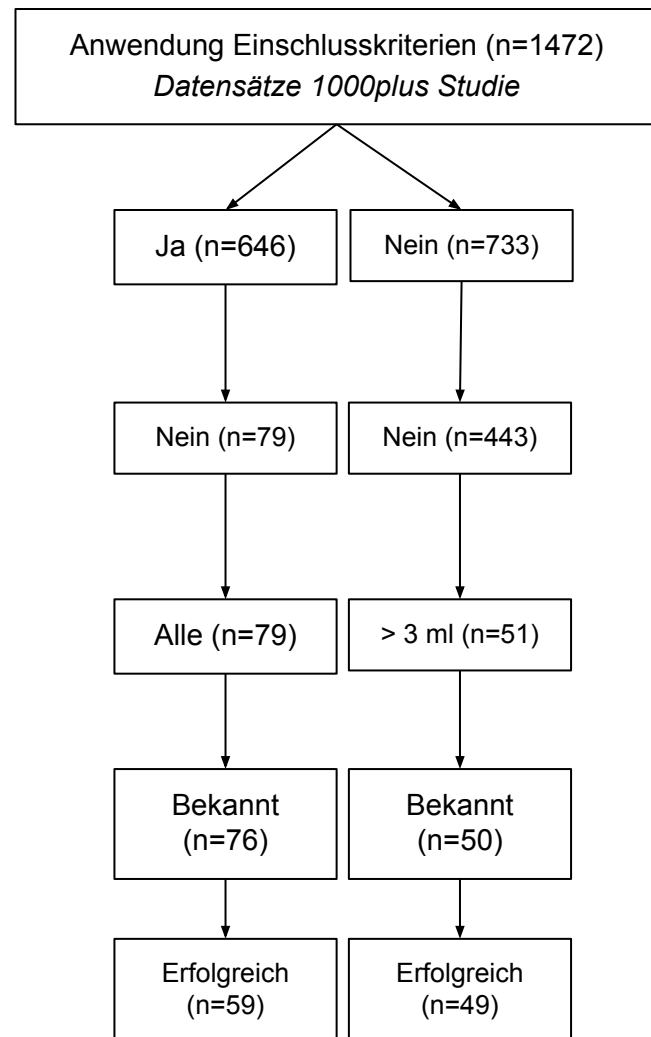 Anwendung Einschlusskriterien (n=1472)
Datensätze 1000plus Studie
Ja (n=646)
Nein (n=733)
Nein (n=79)
Nein (n=443)
Alle (n=79)
> 3 ml (n=51)
Bekannt
(n=76)
Bekannt
(n=50)
Erfolgreich
(n=59)
Erfolgreich
(n=49)